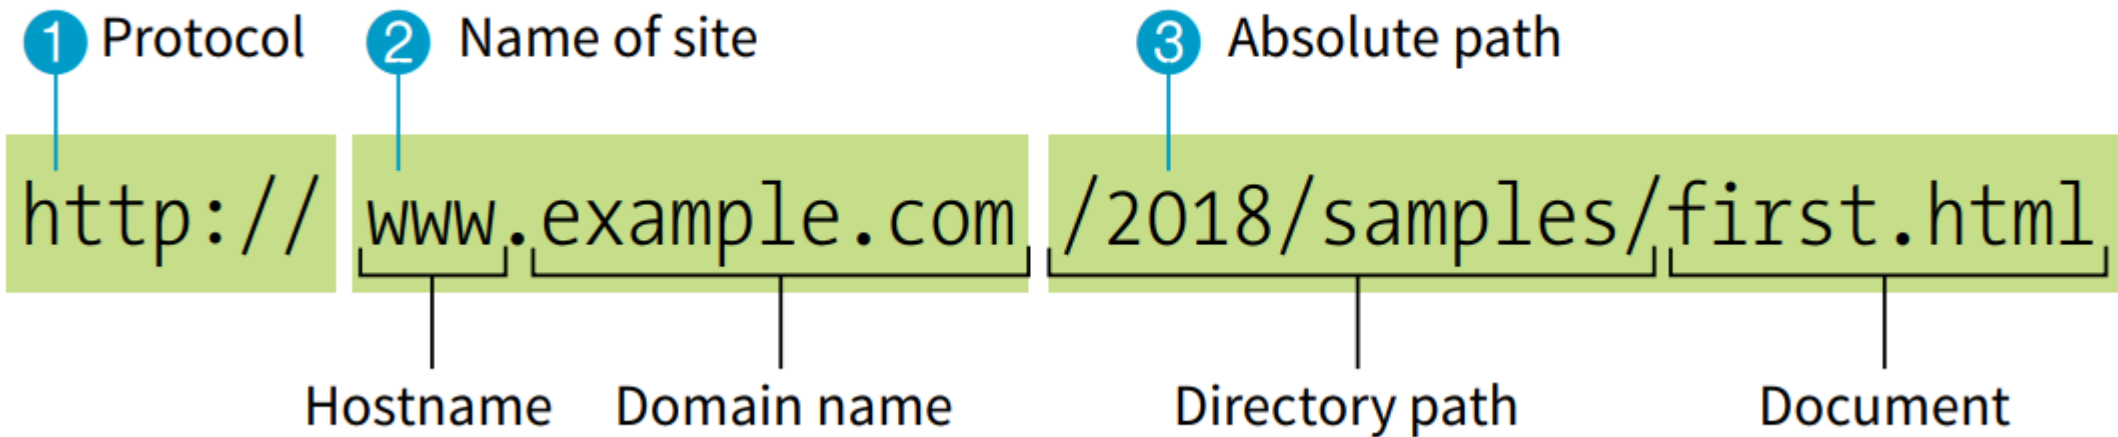 1 Protocol 2 Name of site 3 Absolute path
http:// www.example.com /2018/samples/first.html
Hostname Domain name Directory path Document